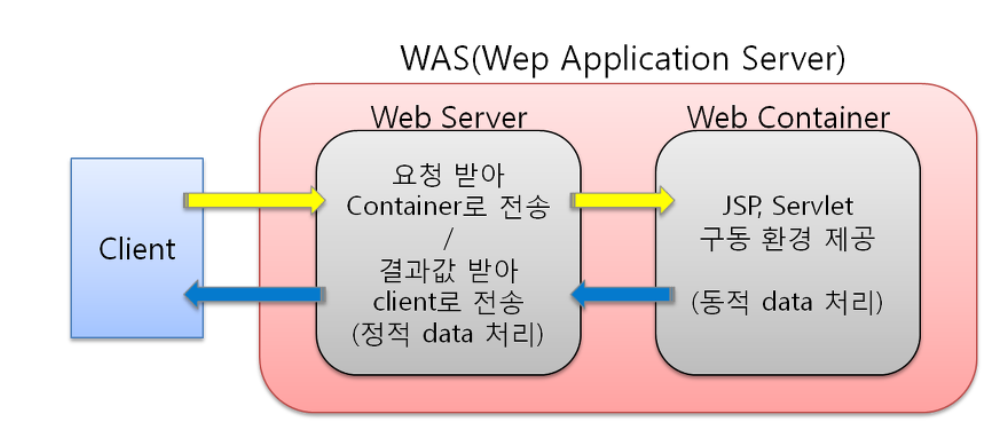 WAS(Wep Application Server)
Web Server
Web Container
Client
요청 받아
Container로 전송
/
결과값 받아
client로 전송
(정적 data 처리)
JSP, Servlet
구동 환경 제공
(동적 data 처리)